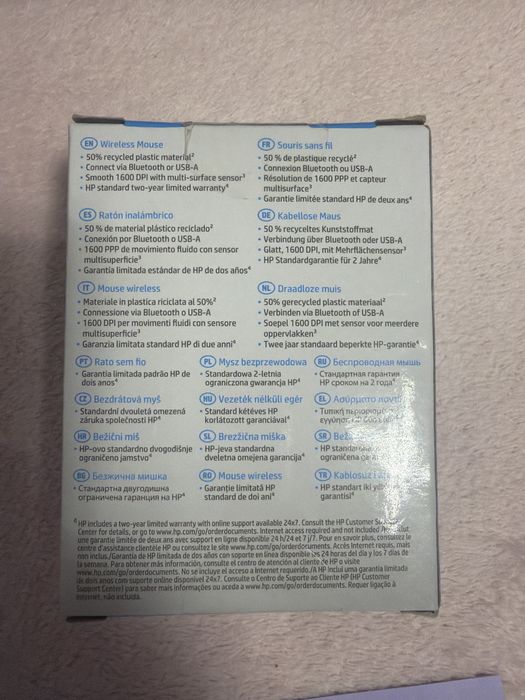 EN Wireless Mouse
• 50% recycled plastic material²
• Connect via Bluetooth or USB-A
• Smooth 1600 DPI with multi-surface sensor³
• HP standard two-year limited warranty⁴
FR Souris sans fil
• 50 % de plastique recyclé²
• Connexion Bluetooth ou USB-A
• Résolution de 1600 PPP et capteur
multisurface³
• Garantie limitée standard HP de deux ans⁴
ES Ratón inalámbrico
• 50 % de material plástico reciclado²
• Conexión por Bluetooth o USB-A
• 1600 PPP de movimiento fluido con sensor
multisuperficie³
• Garantía limitada estándar de HP de dos años⁴
DE Kabellose Maus
• 50 % recyceltes Kunststoffmat
• Verbindung über Bluetooth oder USB-A
• Glatt, 1600 DPI, mit Mehrflächensensor³
• HP Standardgarantie für 2 Jahre⁴
IT Mouse wireless
• Materiale in plastica riciclata al 50%²
• Connessione via Bluetooth o USB-A
• 1600 DPI per movimenti fluidi con sensore
multisuperficie³
• Garanzia limitata standard HP di due anni⁴
NL Draadloze muis
• 50% gerecycled plastic materiaal²
• Verbinden via Bluetooth of USB-A
• Soepel 1600 DPI met sensor voor meerdere
oppervlakken³
• Twee jaar standaard beperkte HP-garantie⁴
PT Rato sem fio
• Garantia limitada padrão HP de
dois anos⁴
PL Mysz bezprzewodowa
• Standardowa 2-letnia
ograniczona gwarancja HP⁴
RU Беспроводная мышь
• Стандартная гарантия
HP сроком на 2 года⁴
CZ Bezdrátová myš
• Standardní dvouletá omezená
záruka společnosti HP⁴
HU Vezeték nélküli egér
• Standard kétéves HP
korlátozott garanciával⁴
EL Ασύρματο
• Τυπική
HR Bežični miš
• HP-ovo standardno dvogodišnje
ograničeno jamstvo⁴
SL Brezžična miška
• HP-jeva standardna
dveletna omejena garancija⁴
SR
• HP
BG Безжична мишка
• Стандартна двугодишна
ограничена гаранция на HP⁴
RO Mouse wireless
• Garanție limitată HP
standard de doi ani⁴
TR Kablosuz
• HP standart iki
garantisi⁴
⁴HP includes a two-year limited warranty with online support available 24x7. Consult the HP Customer
Center for details, or go to www.hp.com/go/orderdocuments. Internet access required and not included
une garantie limitée de deux ans avec support en ligne disponible 24 h/24 et 7 j/7. Pour en savoir plus, consultez le
centre d'assistance clientèle HP ou consultez le site www.hp.com/go/orderdocuments. Accès Internet requis, mais
non inclus./Garantía de HP limitada de dos años con soporte en línea disponible las 24 horas del día y los 7 días de
la semana. Para obtener más información, consulte el centro de atención al cliente de HP o visite
www.hp.com/go/orderdocuments. No se incluye el acceso a Internet requerido./A HP inclui uma garantia limitada
de dois anos com suporte online disponível 24x7. Consulte o Centro de Suporte ao Cliente HP (HP Customer
Support Center) para saber mais informações ou aceda a www.hp.com/go/orderdocuments. Requer ligação à
Internet, não incluída.